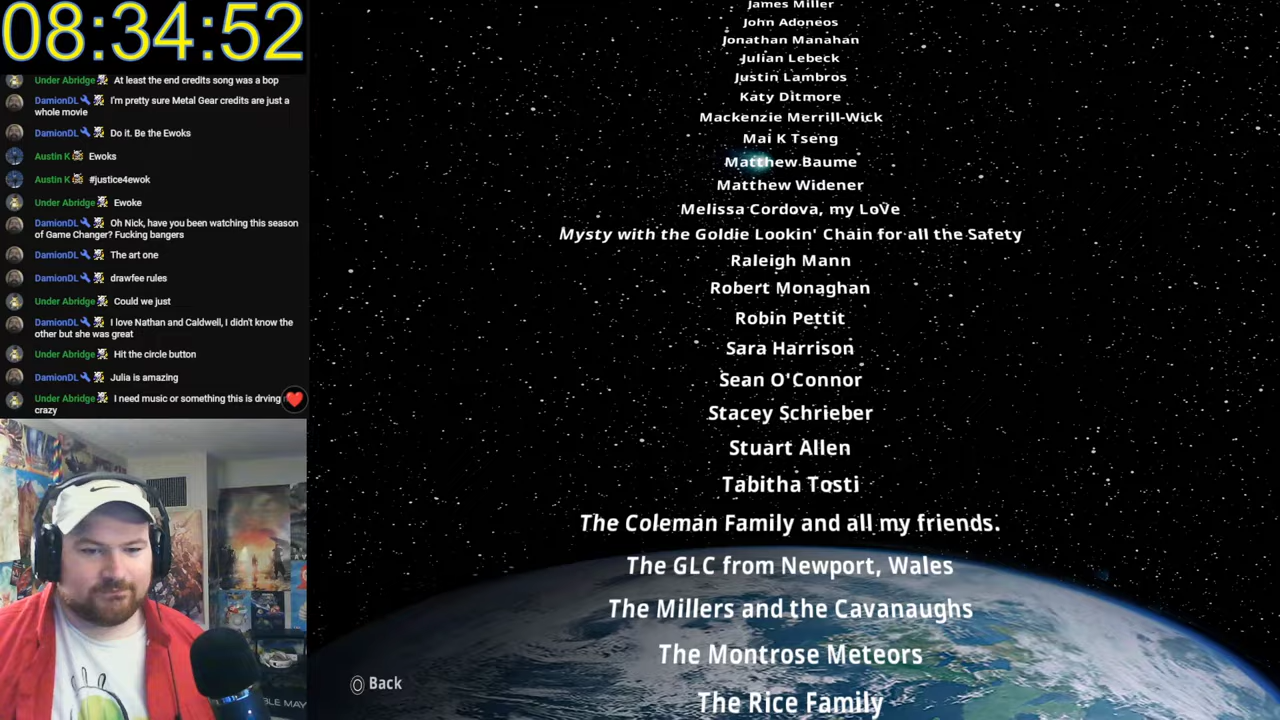 08:34:52
Under Abridge At least the end credits song was a bop
DamionDL I'm pretty sure Metal Gear credits are just a
whole movie
DamionDL Do it. Be the Ewoks
Austin K Ewoks
Austin K #justice4ewok
Under Abridge Ewoke
DamionDL Oh Nick, have you been watching this season
of Game Changer? Fucking bangers
DamionDL The art one
DamionDL drawfee rules
Under Abridge Could we just
DamionDL I love Nathan and Caldwell, I didn't know the
other but she was great
Under Abridge Hit the circle button
DamionDL Julia is amazing
Under Abridge I need music or something this is drving
crazy
James Miller
John Adoneos
Jonathan Manahan
Julian Lebeck
Justin Lambros
Katy Ditmore
Mackenzie Merrill-Wick
Mai K Tseng
Matthew Baume
Matthew Widener
Melissa Cordova, my Love
Mysty with the Goldie Lookin' Chain for all the Safety
Raleigh Mann
Robert Monaghan
Robin Pettit
Sara Harrison
Sean O'Connor
Stacey Schrieber
Stuart Allen
Tabitha Tosti
The Coleman Family and all my friends.
The GLC from Newport, Wales
The Millers and the Cavanaughs
The Montrose Meteors
The Rice Family
Back